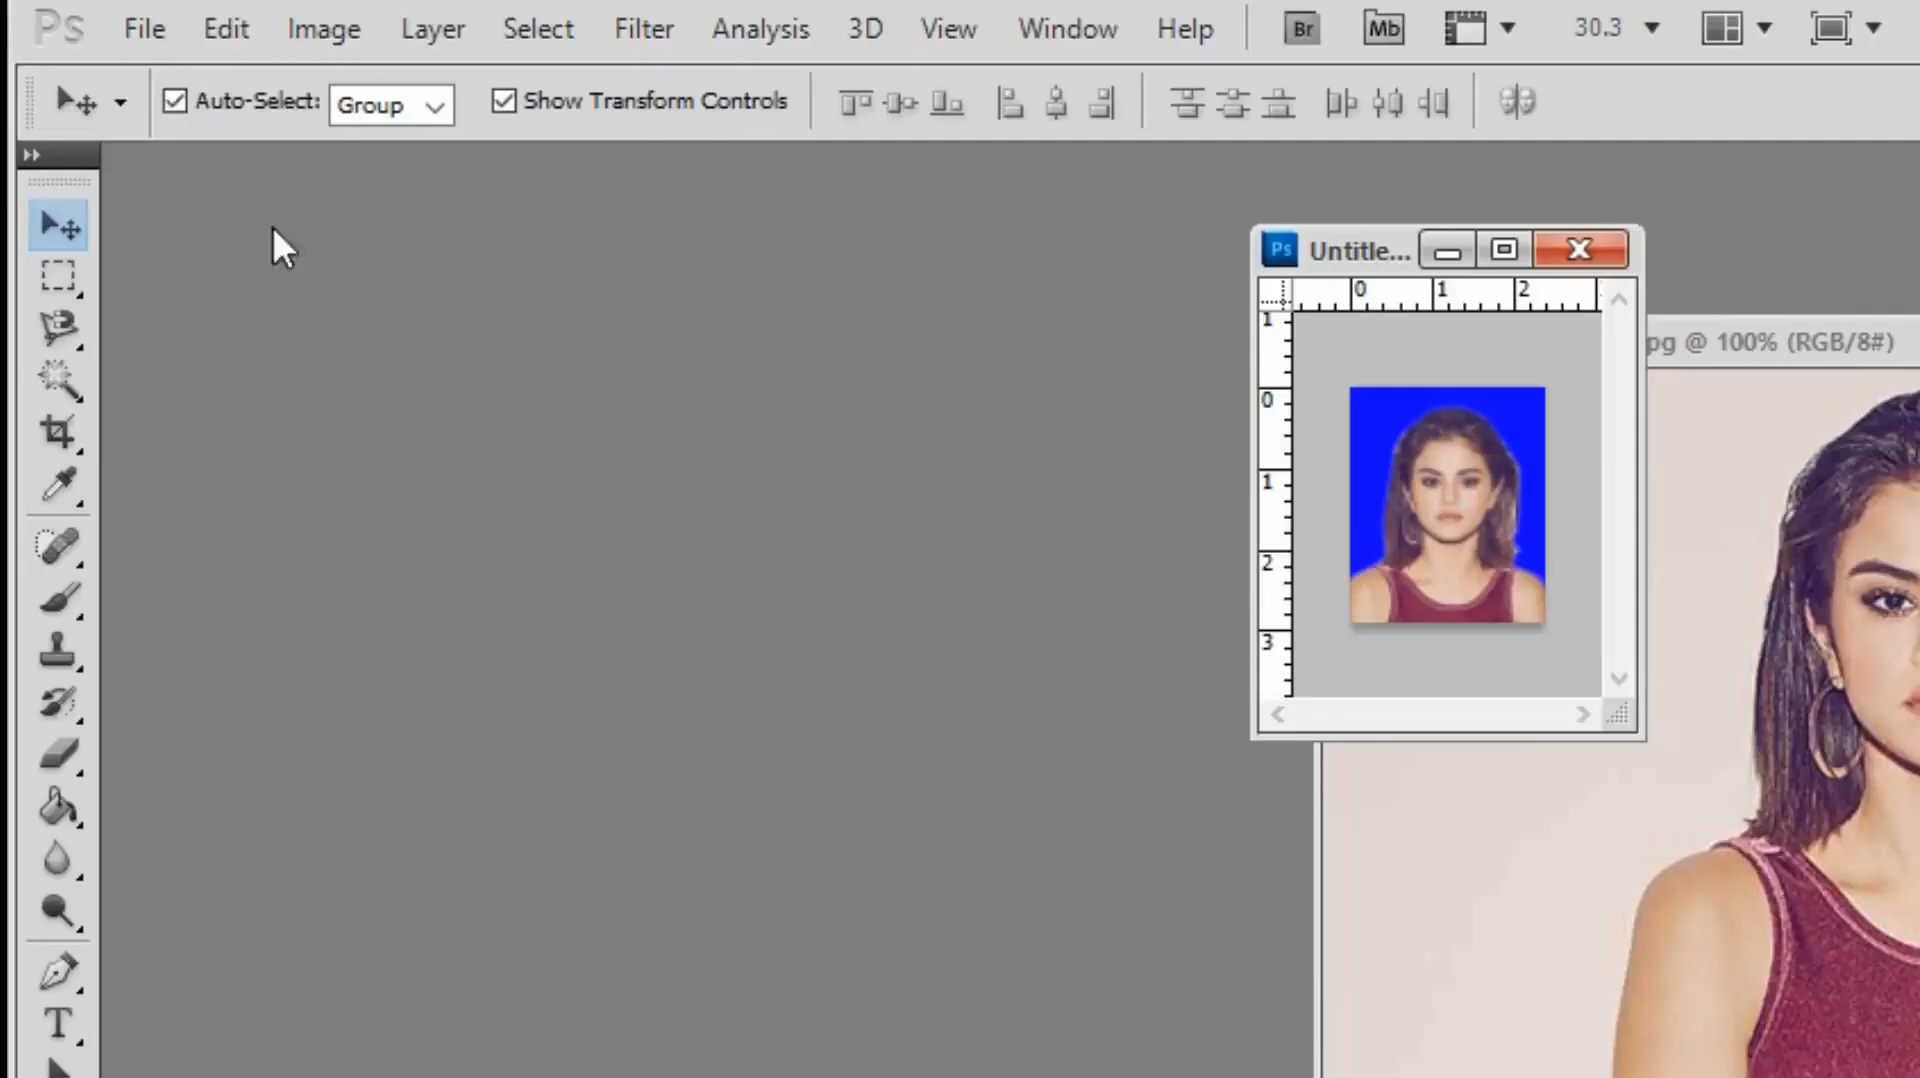 Ps File Edit Image Layer Select Filter Analysis 3D View Window Help Br Mb 30.3
Auto-Select: Group Show Transform Controls
Ps Untitle...
0 1 2
1
0
1
2
3
pg @ 100% (RGB/8#)
T